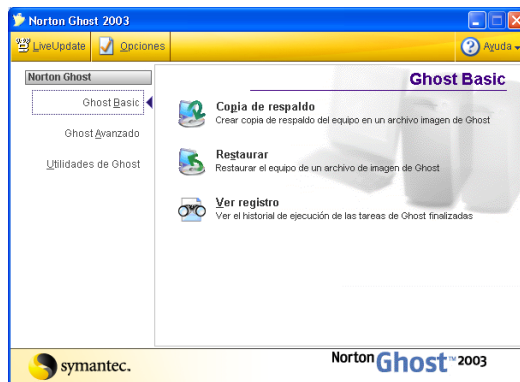 Norton Ghost 2003
LiveUpdate Opciones Ayuda
Norton Ghost
Ghost Basic
Ghost Avanzado
Utilidades de Ghost
Ghost Basic
Copia de respaldo
Crear copia de respaldo del equipo en un archivo imagen de Ghost
Restaurar
Restaurar el equipo de un archivo de imagen de Ghost
Ver registro
Ver el historial de ejecución de las tareas de Ghost finalizadas
symantec.
Norton Ghost™ 2003